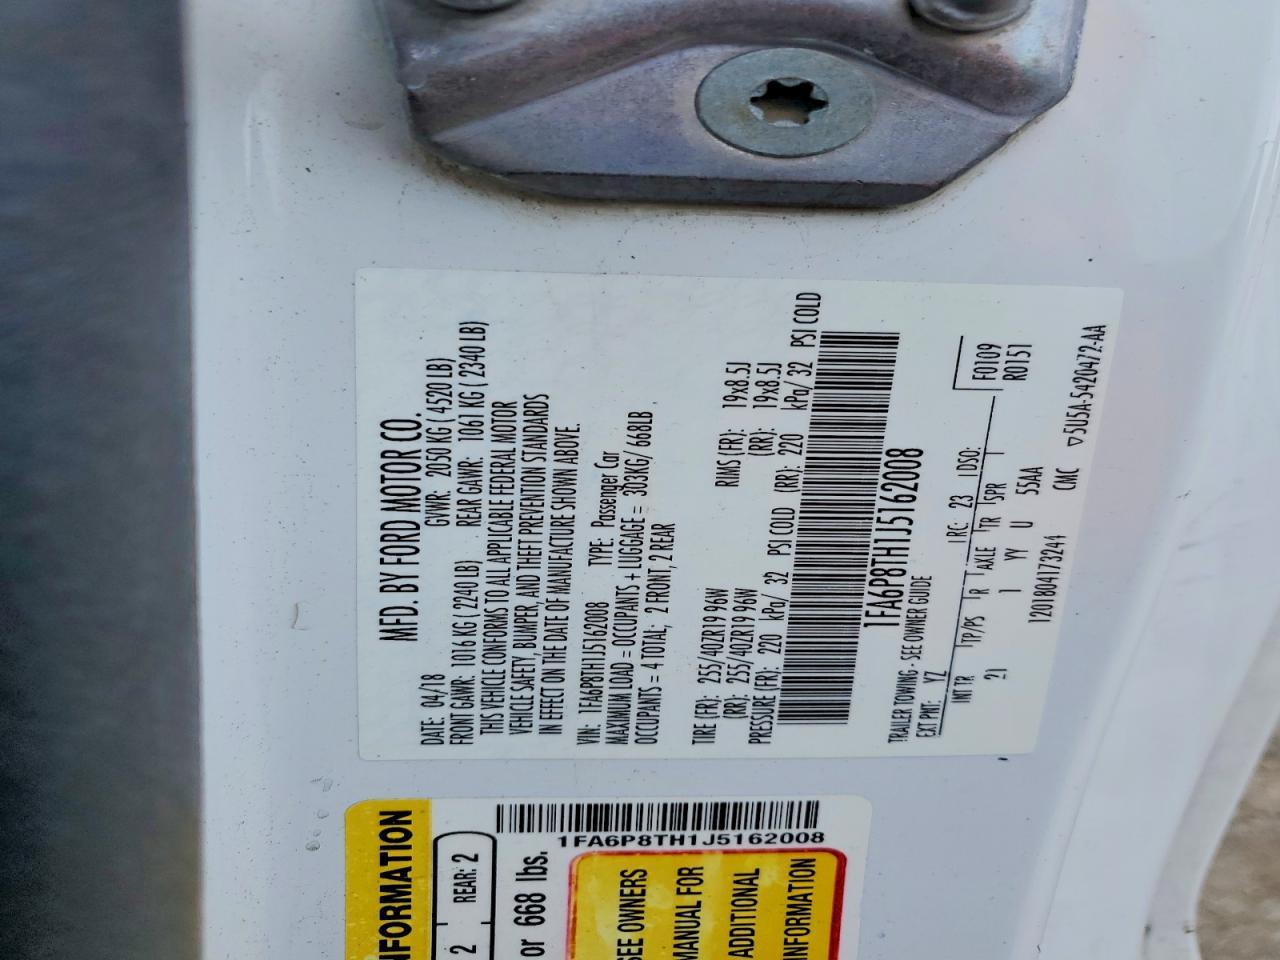 MFD. BY FORD MOTOR CO.
DATE: 04/18 GVWR: 2050 KG ( 4520 LB)
FRONT GAWR: 1016 KG ( 2240 LB) REAR GAWR: 1061 KG ( 2340 LB)
THIS VEHICLE CONFORMS TO ALL APPLICABLE FEDERAL MOTOR
VEHICLE SAFETY, BUMPER, AND THEFT PREVENTION STANDARDS
IN EFFECT ON THE DATE OF MANUFACTURE SHOWN ABOVE.
VIN: 1FA6P8TH1J5162008 TYPE: Passenger Car
MAXIMUM LOAD = OCCUPANTS + LUGGAGE = 303KG/ 668LB ,
OCCUPANTS = 4 TOTAL; 2 FRONT, 2 REAR
TIRE (FR): 255/40ZR19 96W RIMS (FR): 19x8.5J
(RR): 255/40ZR19 96W (RR): 19x8.5J
PRESSURE (FR): 220 kPa/ 32 PSI COLD (RR): 220 kPa/ 32 PSI COLD
1FA6P8TH1J5162008
TRAILER TOWING - SEE OWNER GUIDE
EXT PNT: YZ RC: 23 DSO: F0109
INT TR TP/PS R AXLE TR SPR R0151
21 1 YY U 55AA
1201804173244 CMC ▽5U5A-5420472-AA
INFORMATION
2 REAR: 2
or 668 lbs.
1FA6P8TH1J5162008
SEE OWNERS
MANUAL FOR
ADDITIONAL
INFORMATION